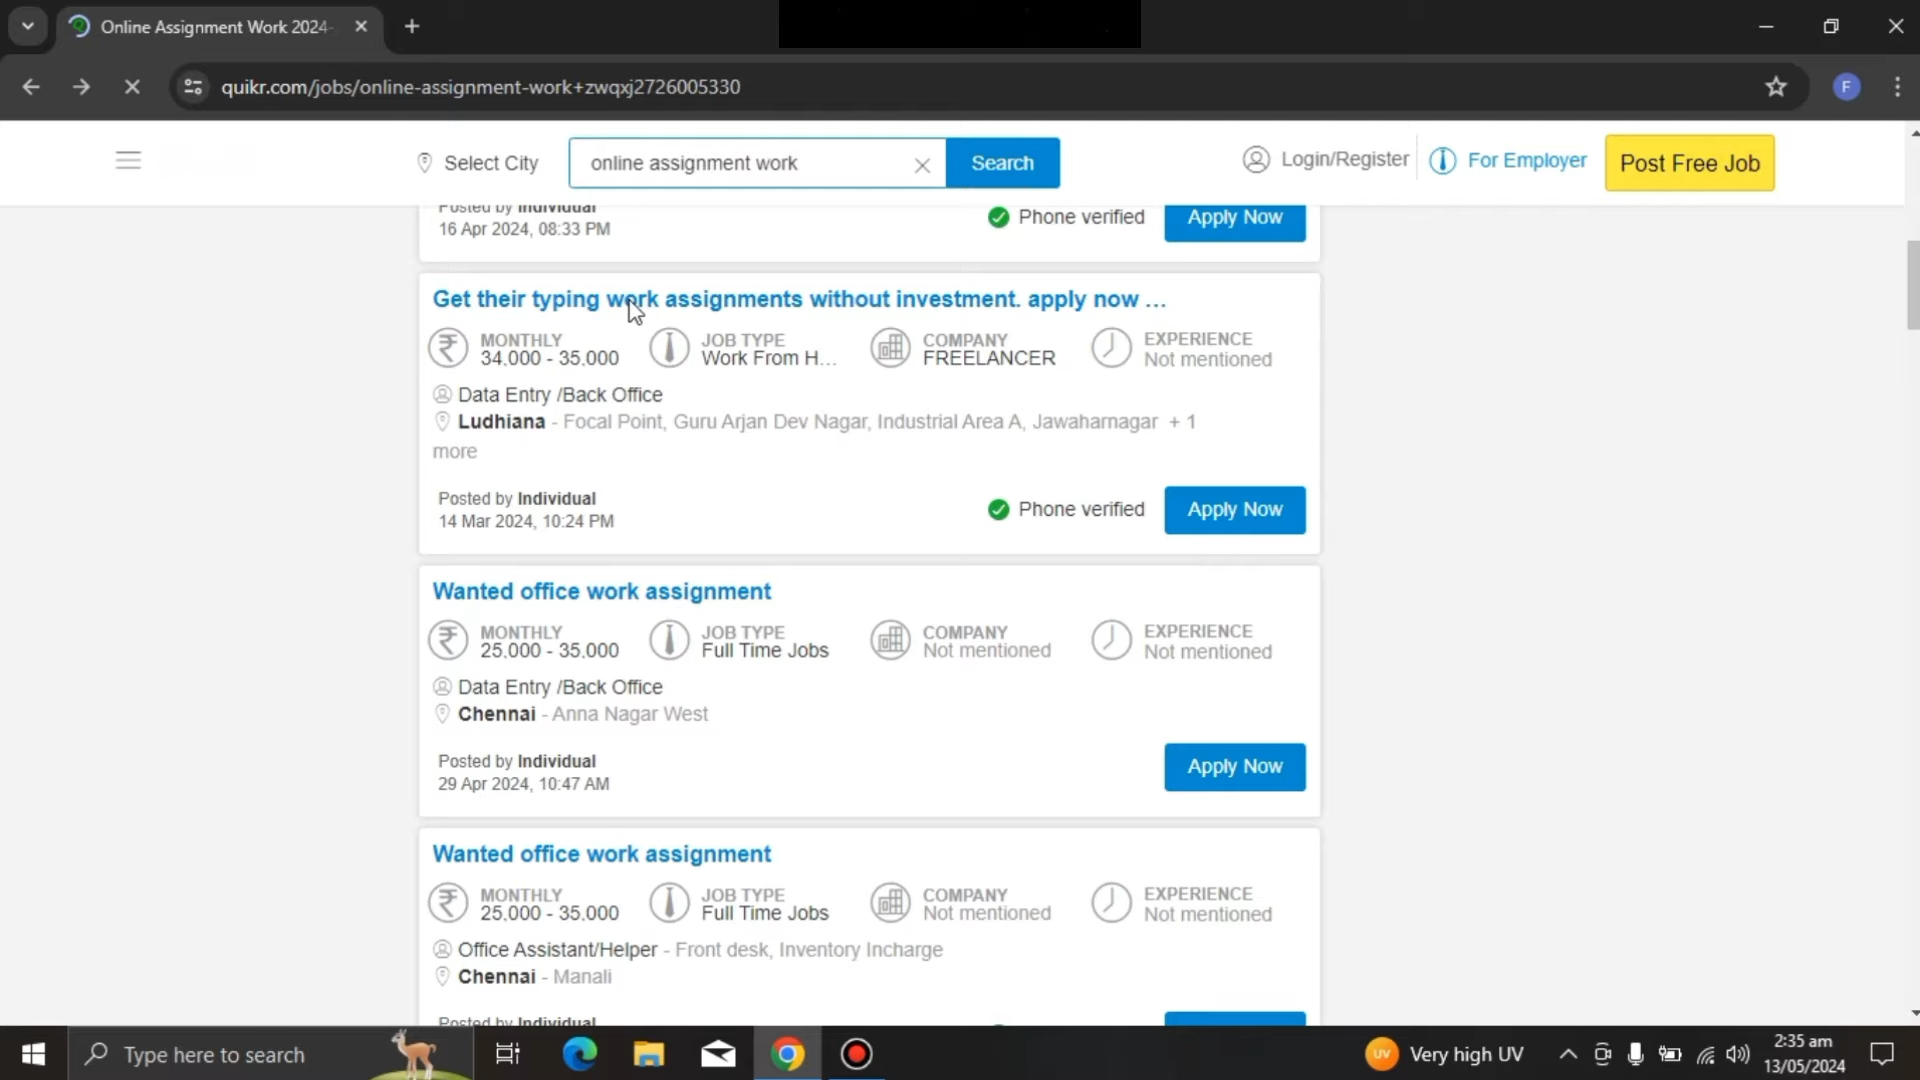 Online Assignment Work 2024-
quikr.com/jobs/online-assignment-work+zwqxj2726005330
F
Select City
online assignment work
Search
Login/Register
For Employer
Post Free Job
Posted by Individual
16 Apr 2024, 08:33 PM
Phone verified
Apply Now
Get their typing work assignments without investment. apply now ...
MONTHLY
34,000 - 35,000
JOB TYPE
Work From H...
COMPANY
FREELANCER
EXPERIENCE
Not mentioned
Data Entry /Back Office
Ludhiana - Focal Point, Guru Arjan Dev Nagar, Industrial Area A, Jawaharnagar + 1
more
Posted by Individual
14 Mar 2024, 10:24 PM
Phone verified
Apply Now
Wanted office work assignment
MONTHLY
25,000 - 35,000
JOB TYPE
Full Time Jobs
COMPANY
Not mentioned
EXPERIENCE
Not mentioned
Data Entry /Back Office
Chennai - Anna Nagar West
Posted by Individual
29 Apr 2024, 10:47 AM
Apply Now
Wanted office work assignment
MONTHLY
25,000 - 35,000
JOB TYPE
Full Time Jobs
COMPANY
Not mentioned
EXPERIENCE
Not mentioned
Office Assistant/Helper - Front desk, Inventory Incharge
Chennai - Manali
Posted by Individual
Type here to search
UV
Very high UV
2:35 am
13/05/2024